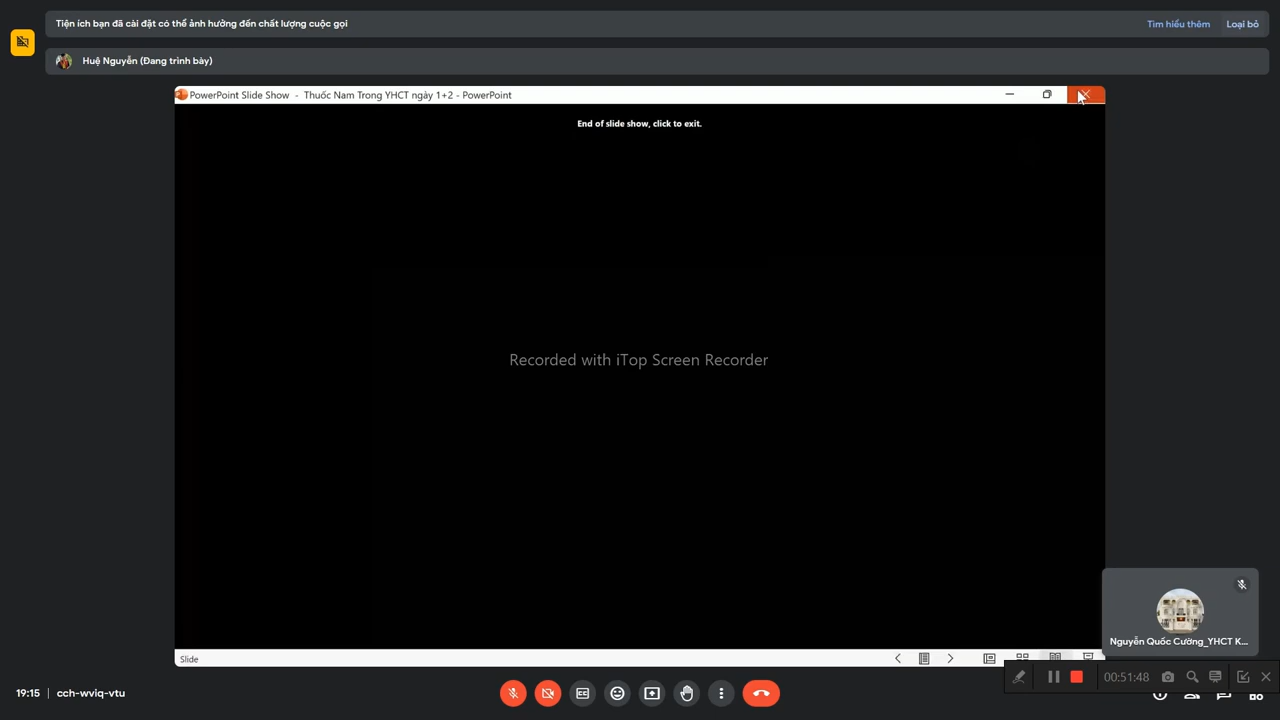 Tiện ích bạn đã cài đặt có thể ảnh hưởng đến chất lượng cuộc gọi
Tìm hiểu thêm
Loại bỏ
Huệ Nguyễn (Đang trình bày)
PowerPoint Slide Show - Thuốc Nam Trong YHCT ngày 1+2 - PowerPoint
End of slide show, click to exit.
Recorded with iTop Screen Recorder
Nguyễn Quốc Cường_YHCT K...
Slide
00:51:48
19:15
cch-wviq-vtu